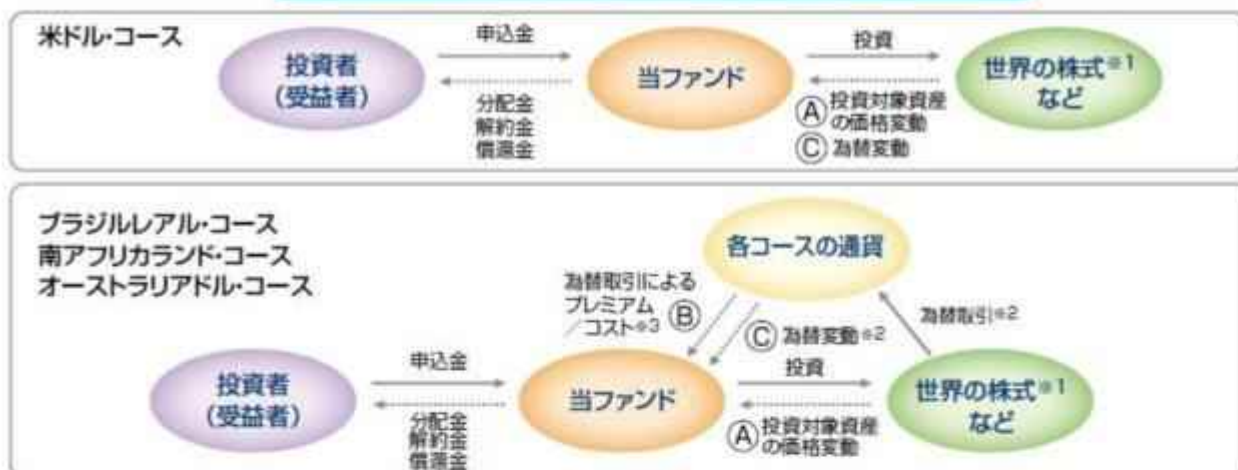 米ドル・コース
投資者
(受益者)
申込金
分配金
解約金
償還金
当ファンド
投資
Ⓐ投資対象資産
の価格変動
Ⓒ為替変動
世界の株式※1
など
ブラジルレアル・コース
南アフリカランド・コース
オーストラリアドル・コース
各コースの通貨
為替取引による
プレミアム
/コスト※3 Ⓑ
Ⓒ為替変動※2
為替取引※2
投資者
(受益者)
申込金
分配金
解約金
償還金
当ファンド
投資
Ⓐ投資対象資産
の価格変動
世界の株式※1
など